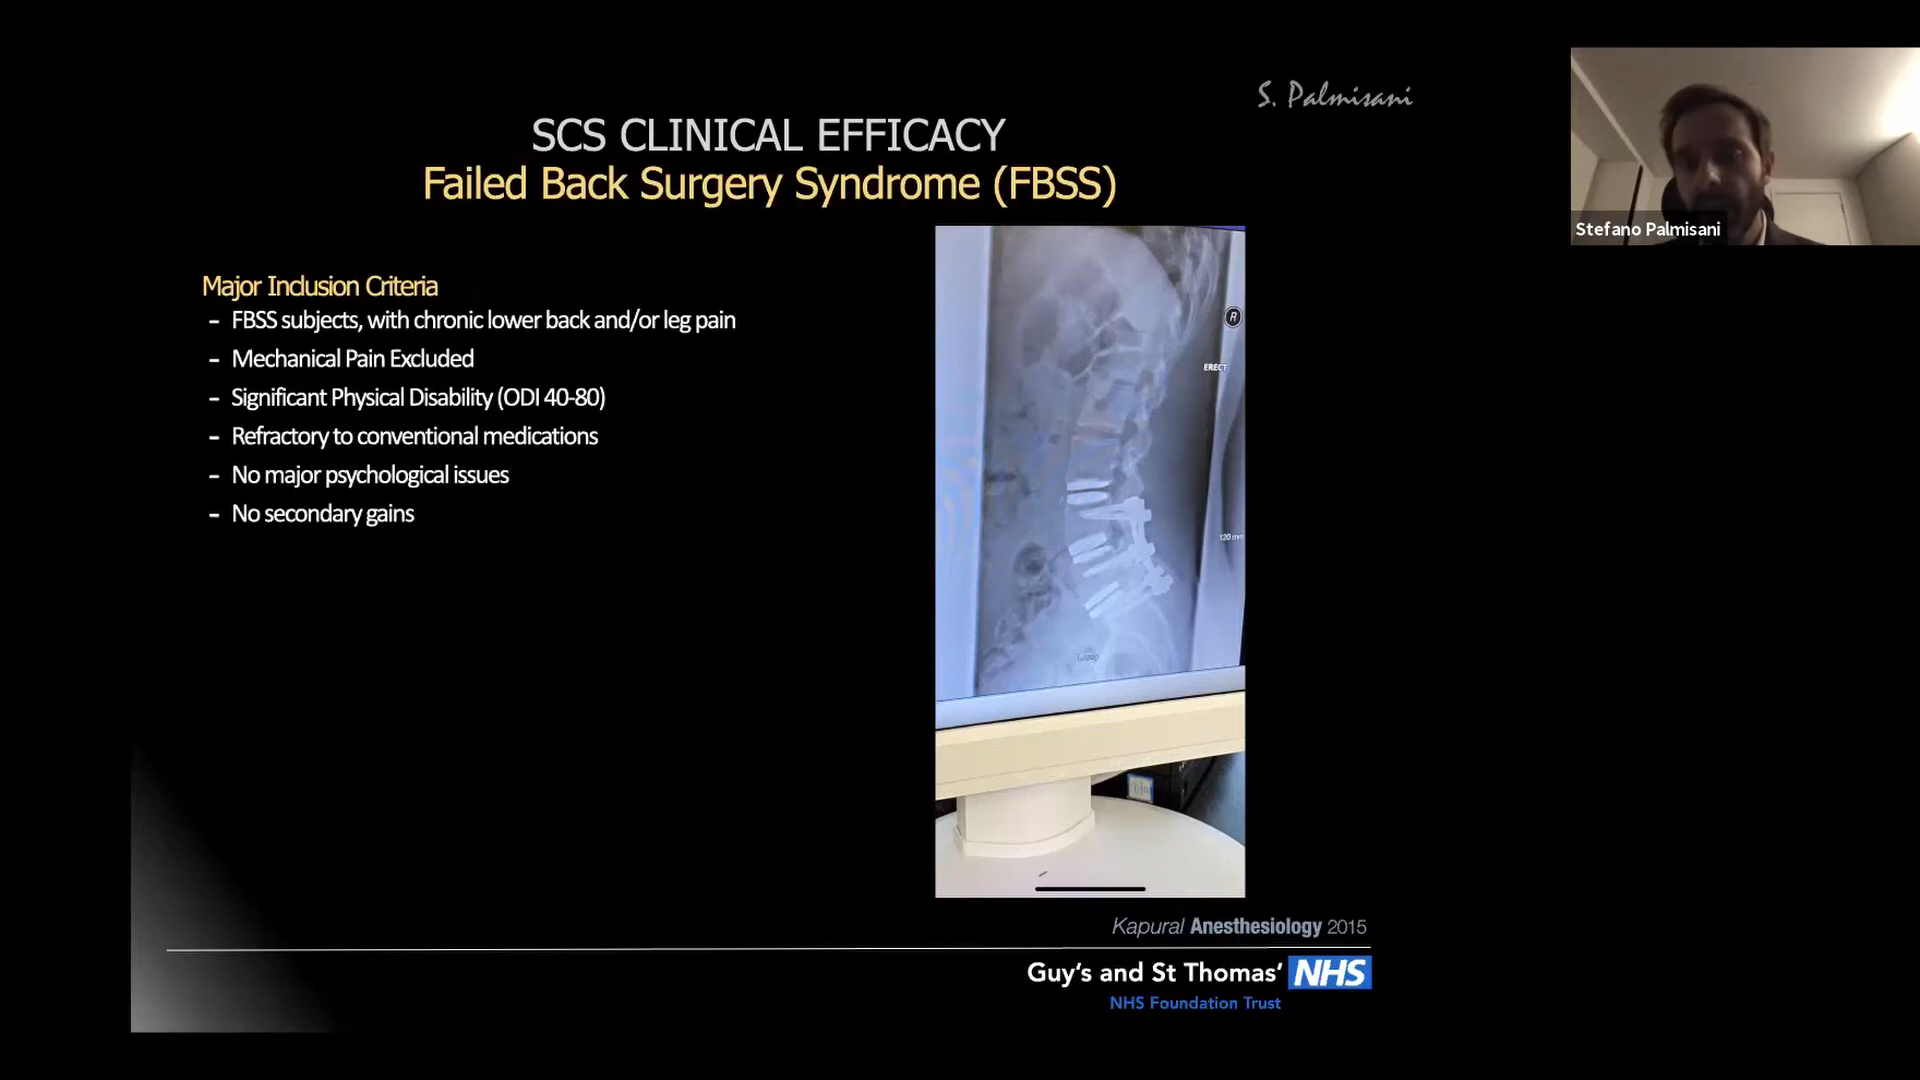 S. Palmisani
SCS CLINICAL EFFICACY
Failed Back Surgery Syndrome (FBSS)
Stefano Palmisani
Major Inclusion Criteria
- FBSS subjects, with chronic lower back and/or leg pain
- Mechanical Pain Excluded
- Significant Physical Disability (ODI 40-80)
- Refractory to conventional medications
- No major psychological issues
- No secondary gains
R
ERECT
120 mm
Kapural Anesthesiology 2015
Guy's and St Thomas' NHS
NHS Foundation Trust